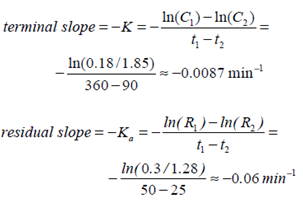 terminal slope = −K = − ln(C₁)−ln(C₂) / t₁−t₂ =
− ln(0.18/1.85) / 360−90 ≈ −0.0087 min⁻¹
residual slope = −Kₐ = − ln(R₁)−ln(R₂) / t₁−t₂ =
− ln(0.3/1.28) / 50−25 ≈ −0.06 min⁻¹